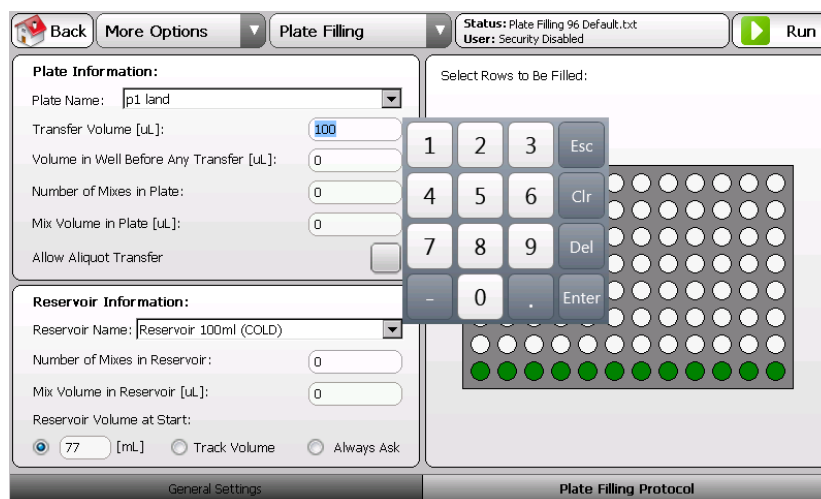 Back
More Options
Plate Filling
Status: Plate Filling 96 Default.txt
User: Security Disabled
Run
Plate Information:
Plate Name: p1 land
Transfer Volume [uL]: 100
Volume in Well Before Any Transfer [uL]: 0
Number of Mixes in Plate: 0
Mix Volume in Plate [uL]: 0
Allow Aliquot Transfer
Reservoir Information:
Reservoir Name: Reservoir 100ml (COLD)
Number of Mixes in Reservoir: 0
Mix Volume in Reservoir [uL]: 0
Reservoir Volume at Start:
77 [mL] Track Volume Always Ask
Select Rows to Be Filled:
1 2 3 Esc
4 5 6 Clr
7 8 9 Del
- 0 . Enter
General Settings
Plate Filling Protocol